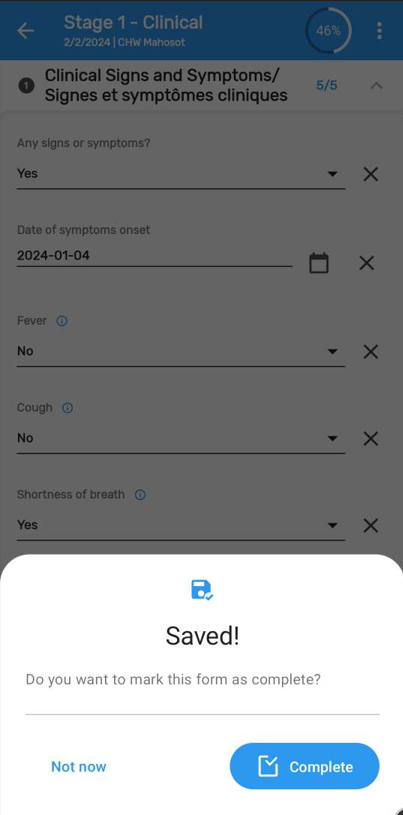 Stage 1 - Clinical
2/2/2024 | CHW Mahosot
46%
1
Clinical Signs and Symptoms/
Signes et symptômes cliniques
5/5
Any signs or symptoms?
Yes
Date of symptoms onset
2024-01-04
Fever
No
Cough
No
Shortness of breath
Yes
Saved!
Do you want to mark this form as complete?
Not now
Complete